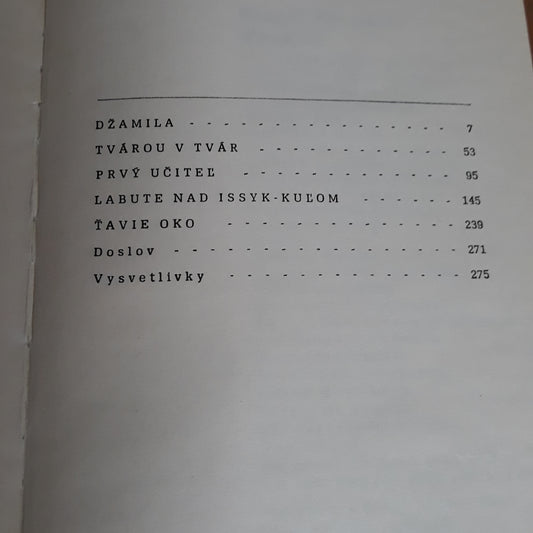 DŽAMILA - - - - - - - - - - - - - - - - 7
TVÁROU V TVÁR - - - - - - - - - - - - 53
PRVÝ UČITEĽ - - - - - - - - - - - - - 95
LABUTE NAD ISSYK-KUĽOM - - - - - - - 145
ŤAVIE OKO - - - - - - - - - - - - - 239
Doslov - - - - - - - - - - - - - - - 271
Vysvetlivky - - - - - - - - - - - - 275